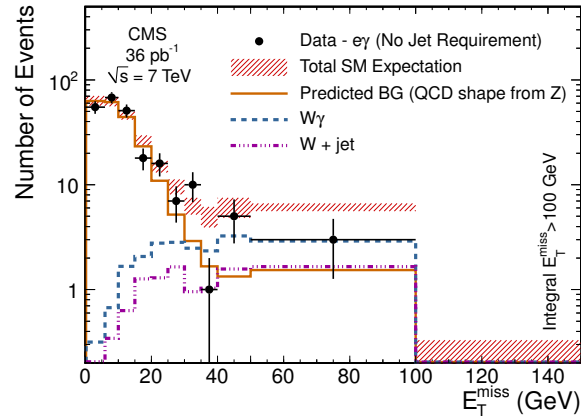 CMS
36 pb⁻¹
√s = 7 TeV
Data - eγ (No Jet Requirement)
Total SM Expectation
Predicted BG (QCD shape from Z)
Wγ
W + jet
Number of Events
10²
10
1
Integral E_T^miss>100 GeV
0 20 40 60 80 100 120 140
E_T^miss (GeV)